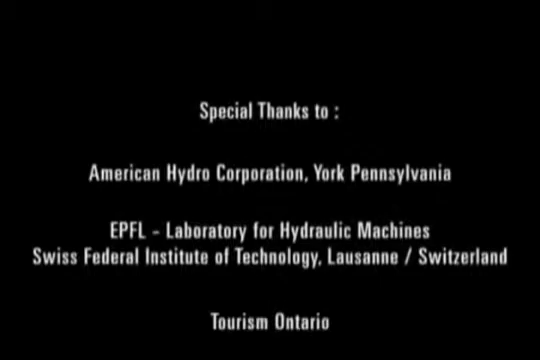 Special Thanks to :
American Hydro Corporation, York Pennsylvania
EPFL - Laboratory for Hydraulic Machines
Swiss Federal Institute of Technology, Lausanne / Switzerland
Tourism Ontario